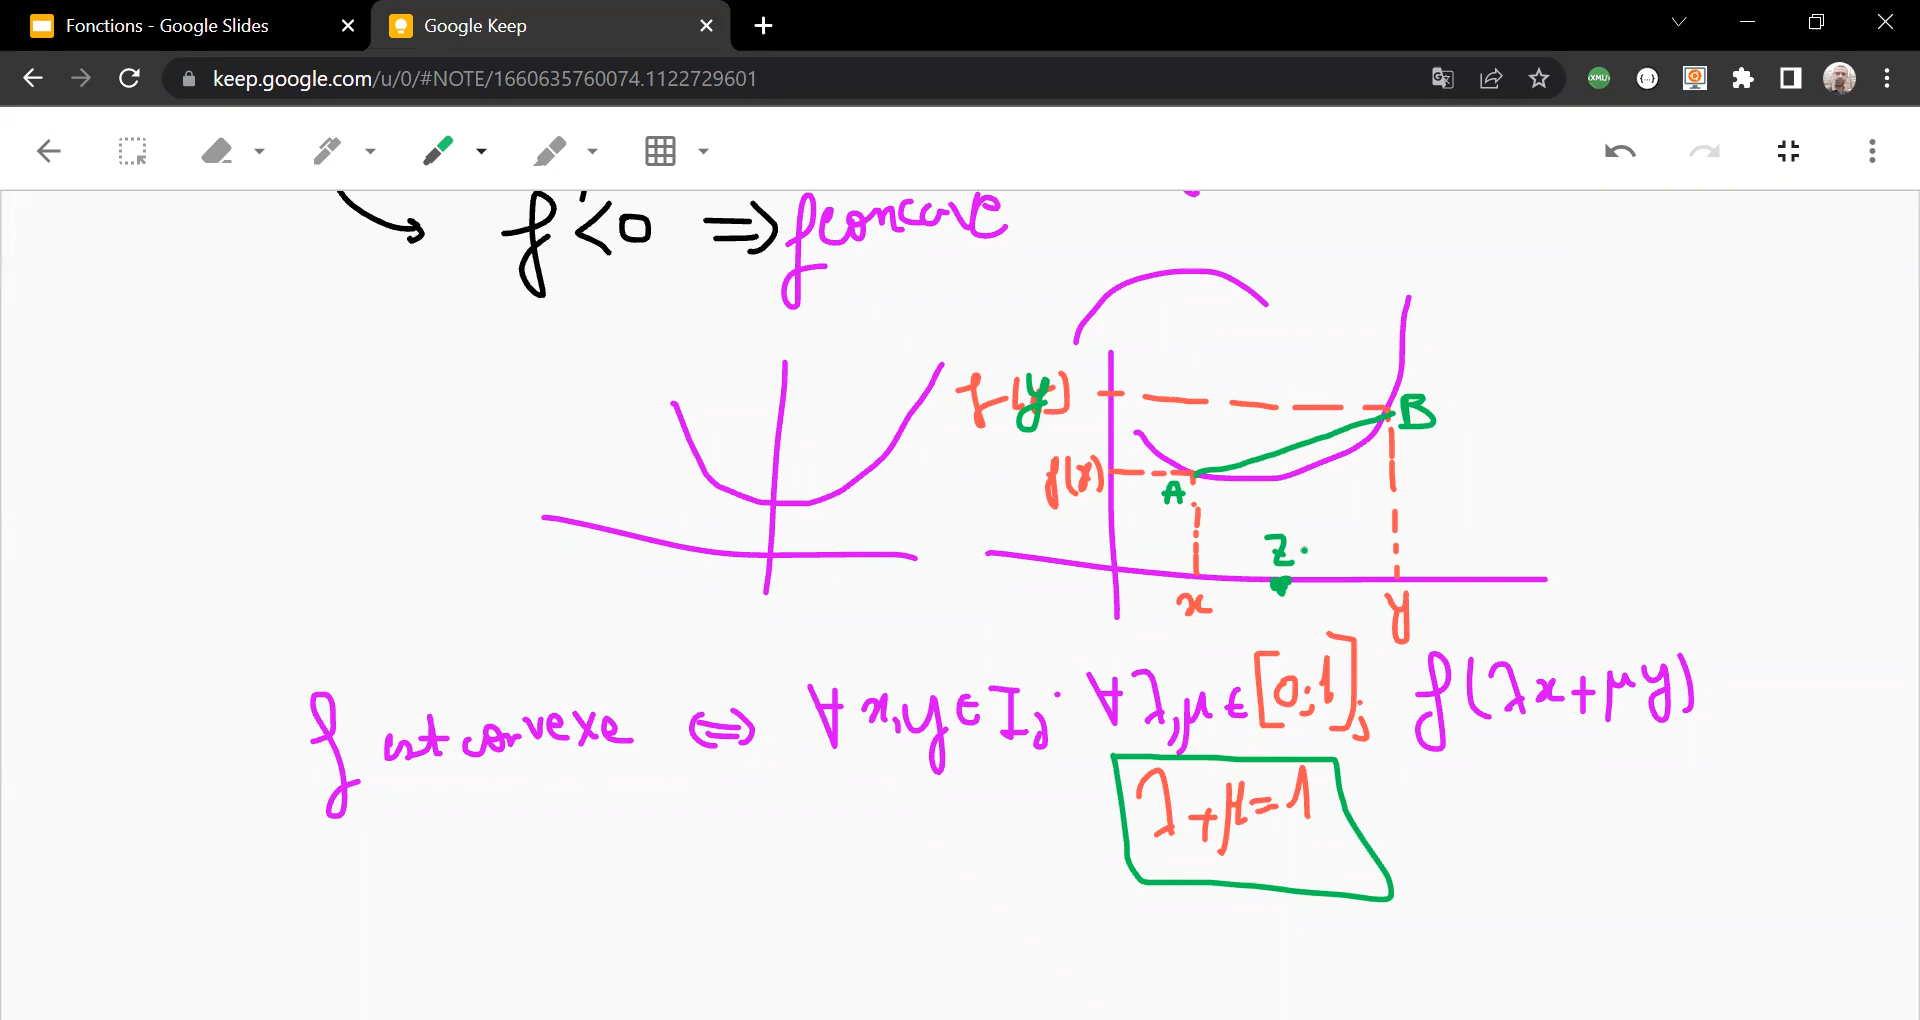 Fonctions - Google Slides
Google Keep
keep.google.com/u/0/#NOTE/1660635760074.1122729601
f'<0 ⇒ f concave
f(y)
B
f(x)
A
z
x
y
f est convexe ⇔ ∀ x,y ∈ I; ∀ λ,μ ∈ [0;1]; f(λx+μy)
λ+μ=1